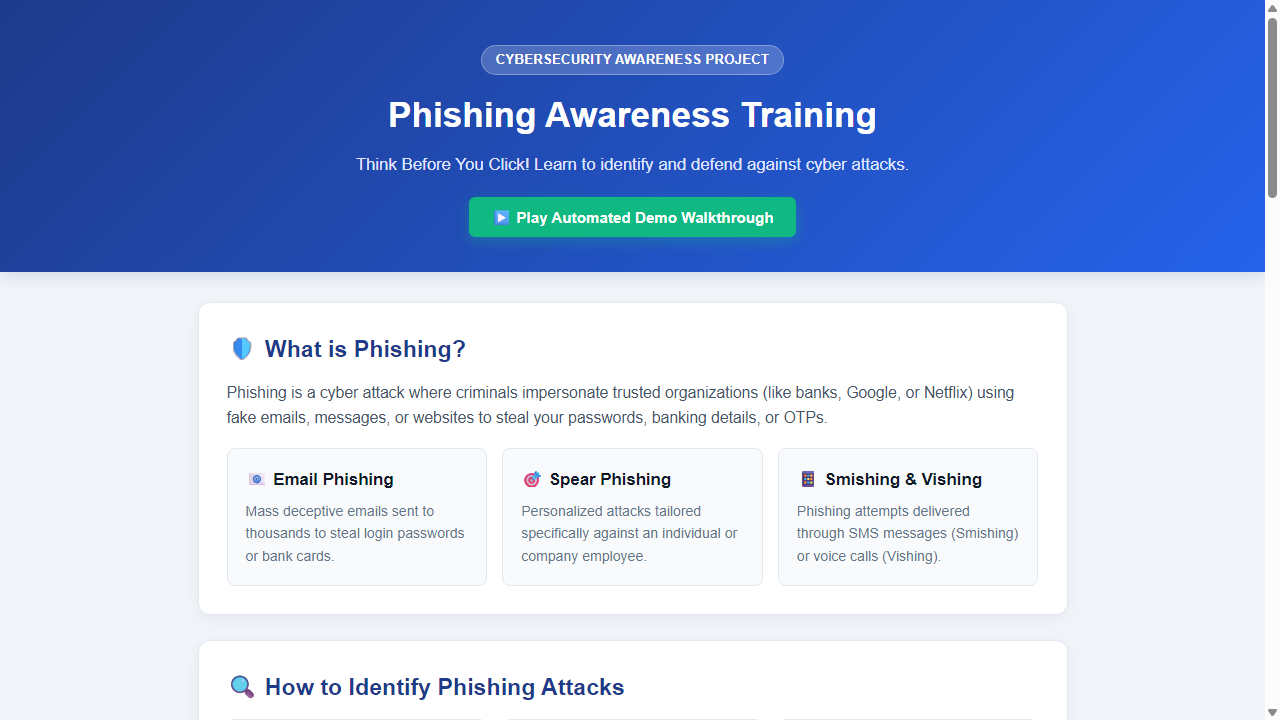 CYBERSECURITY AWARENESS PROJECT
Phishing Awareness Training
Think Before You Click! Learn to identify and defend against cyber attacks.
Play Automated Demo Walkthrough
What is Phishing?
Phishing is a cyber attack where criminals impersonate trusted organizations (like banks, Google, or Netflix) using
fake emails, messages, or websites to steal your passwords, banking details, or OTPs.
Email Phishing
Mass deceptive emails sent to
thousands to steal login passwords
or bank cards.
Spear Phishing
Personalized attacks tailored
specifically against an individual or
company employee.
Smishing & Vishing
Phishing attempts delivered
through SMS messages (Smishing)
or voice calls (Vishing).
How to Identify Phishing Attacks